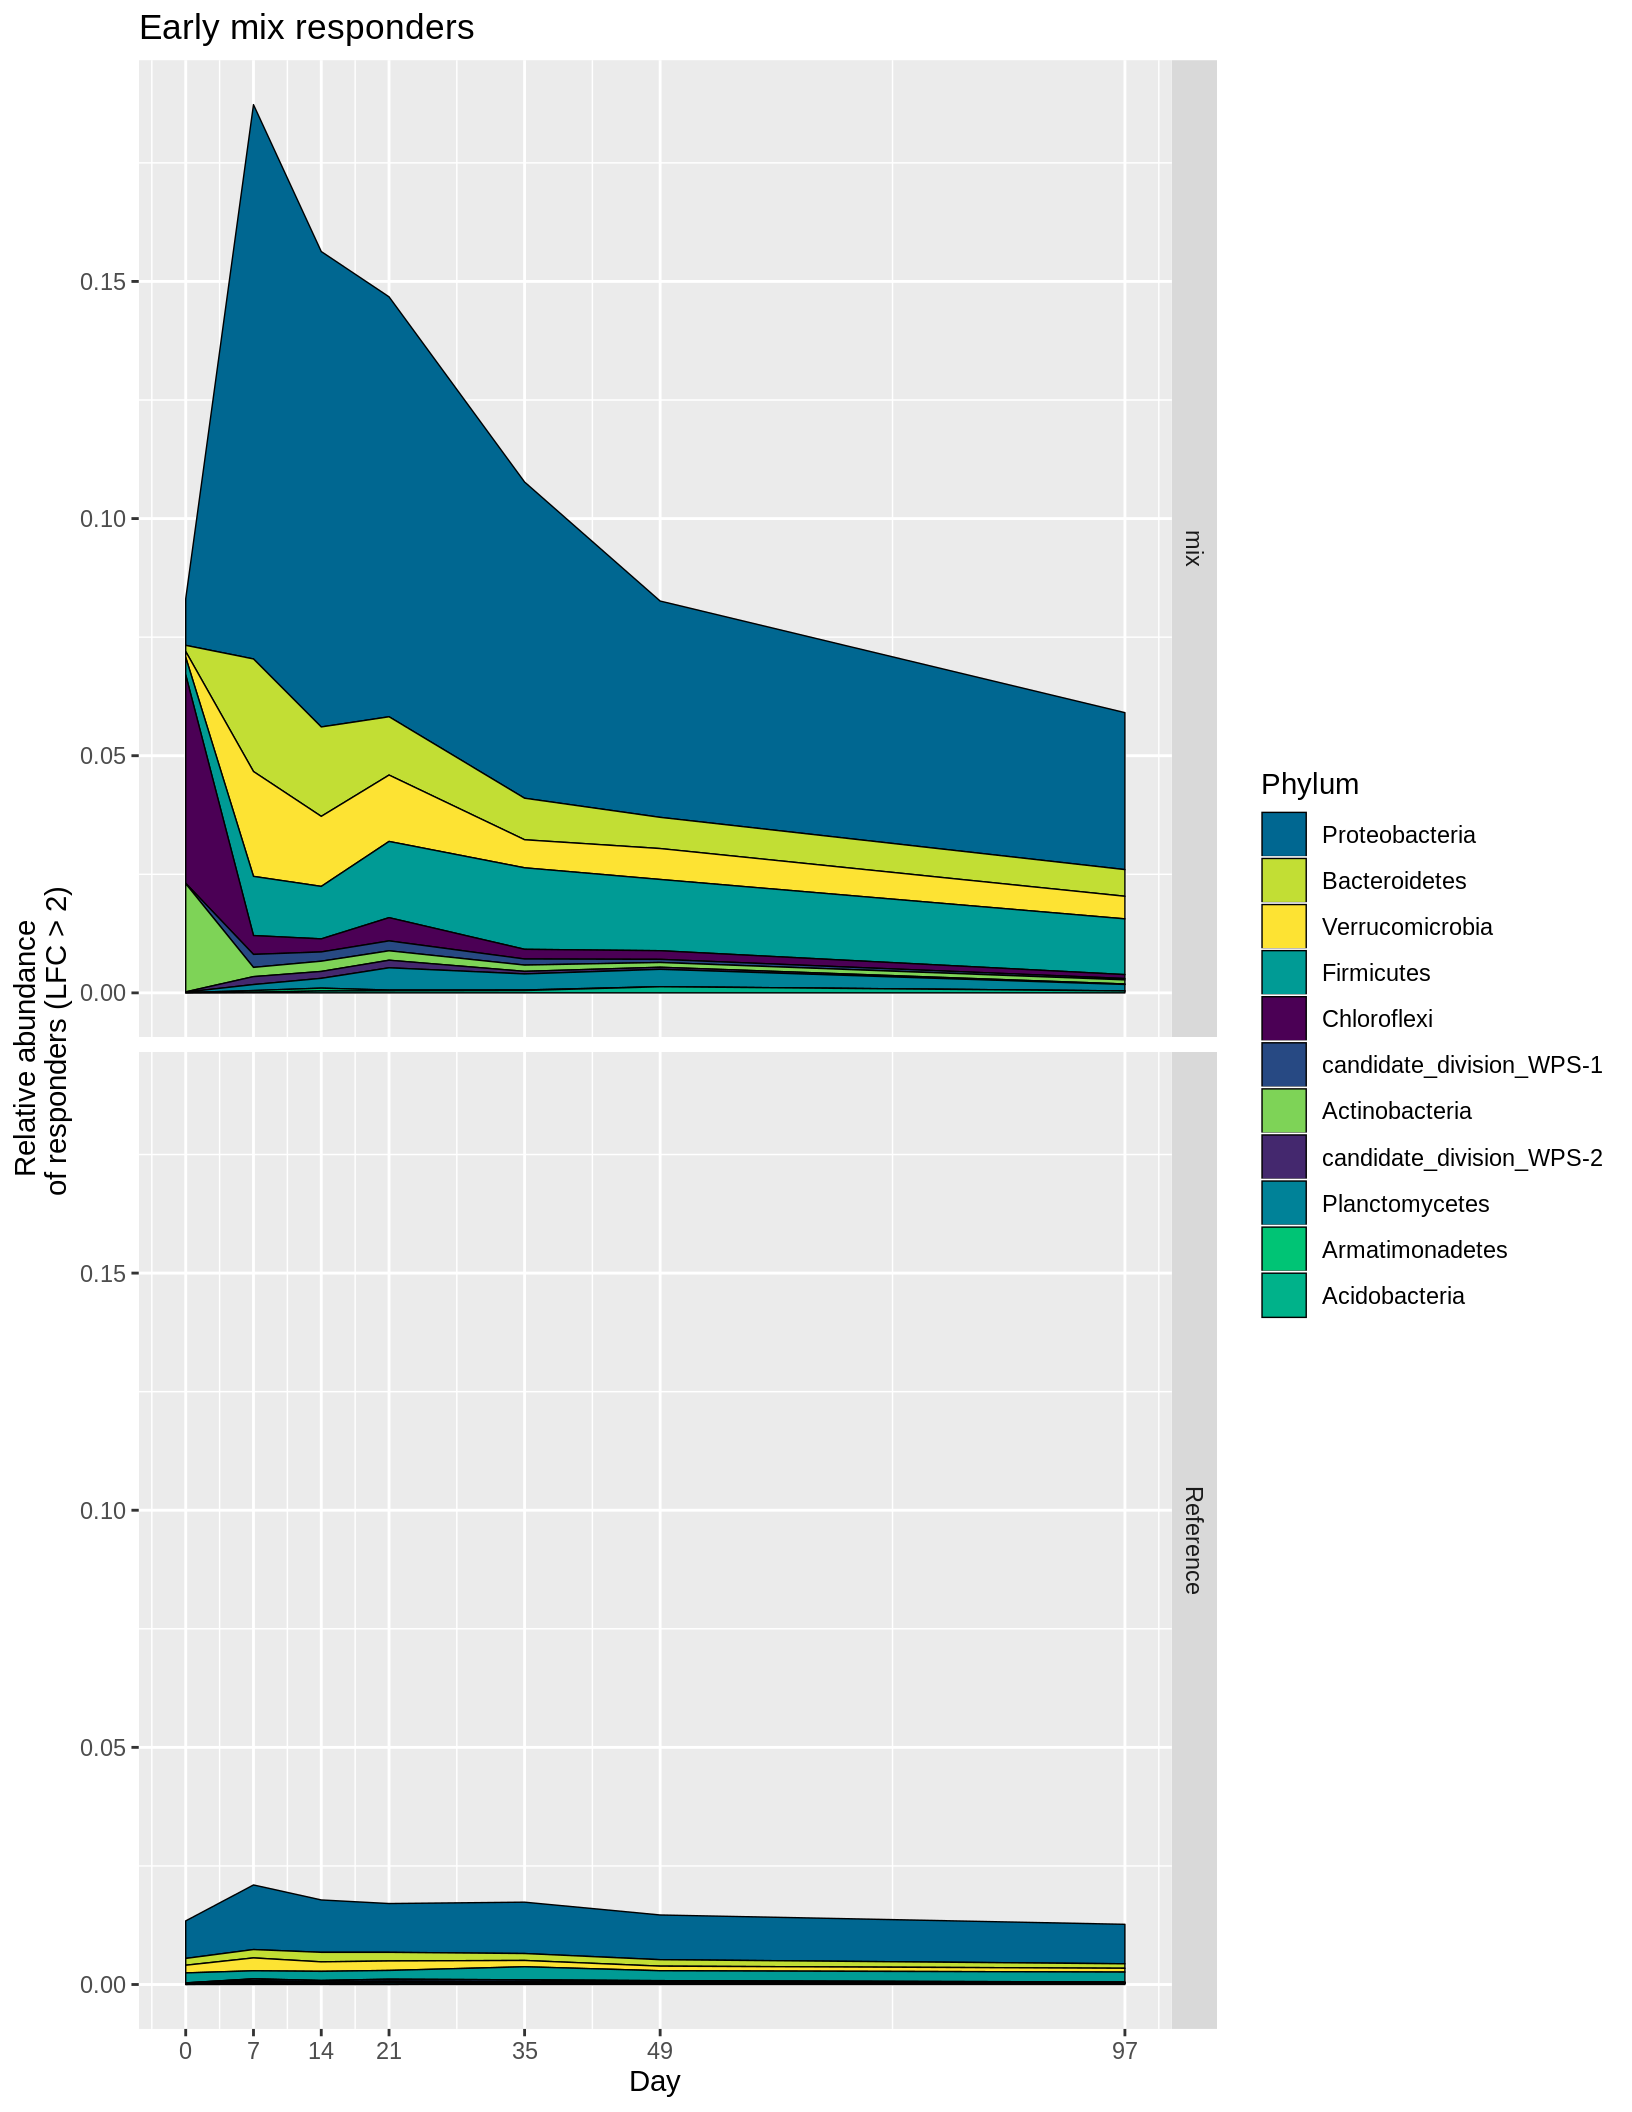 Early mix responders
0.15
0.10
0.05
0.00
mix
Relative abundance
of responders (LFC > 2)
0.15
0.10
0.05
0.00
Reference
0 7 14 21 35 49 97
Day
Phylum
Proteobacteria
Bacteroidetes
Verrucomicrobia
Firmicutes
Chloroflexi
candidate_division_WPS-1
Actinobacteria
candidate_division_WPS-2
Planctomycetes
Armatimonadetes
Acidobacteria